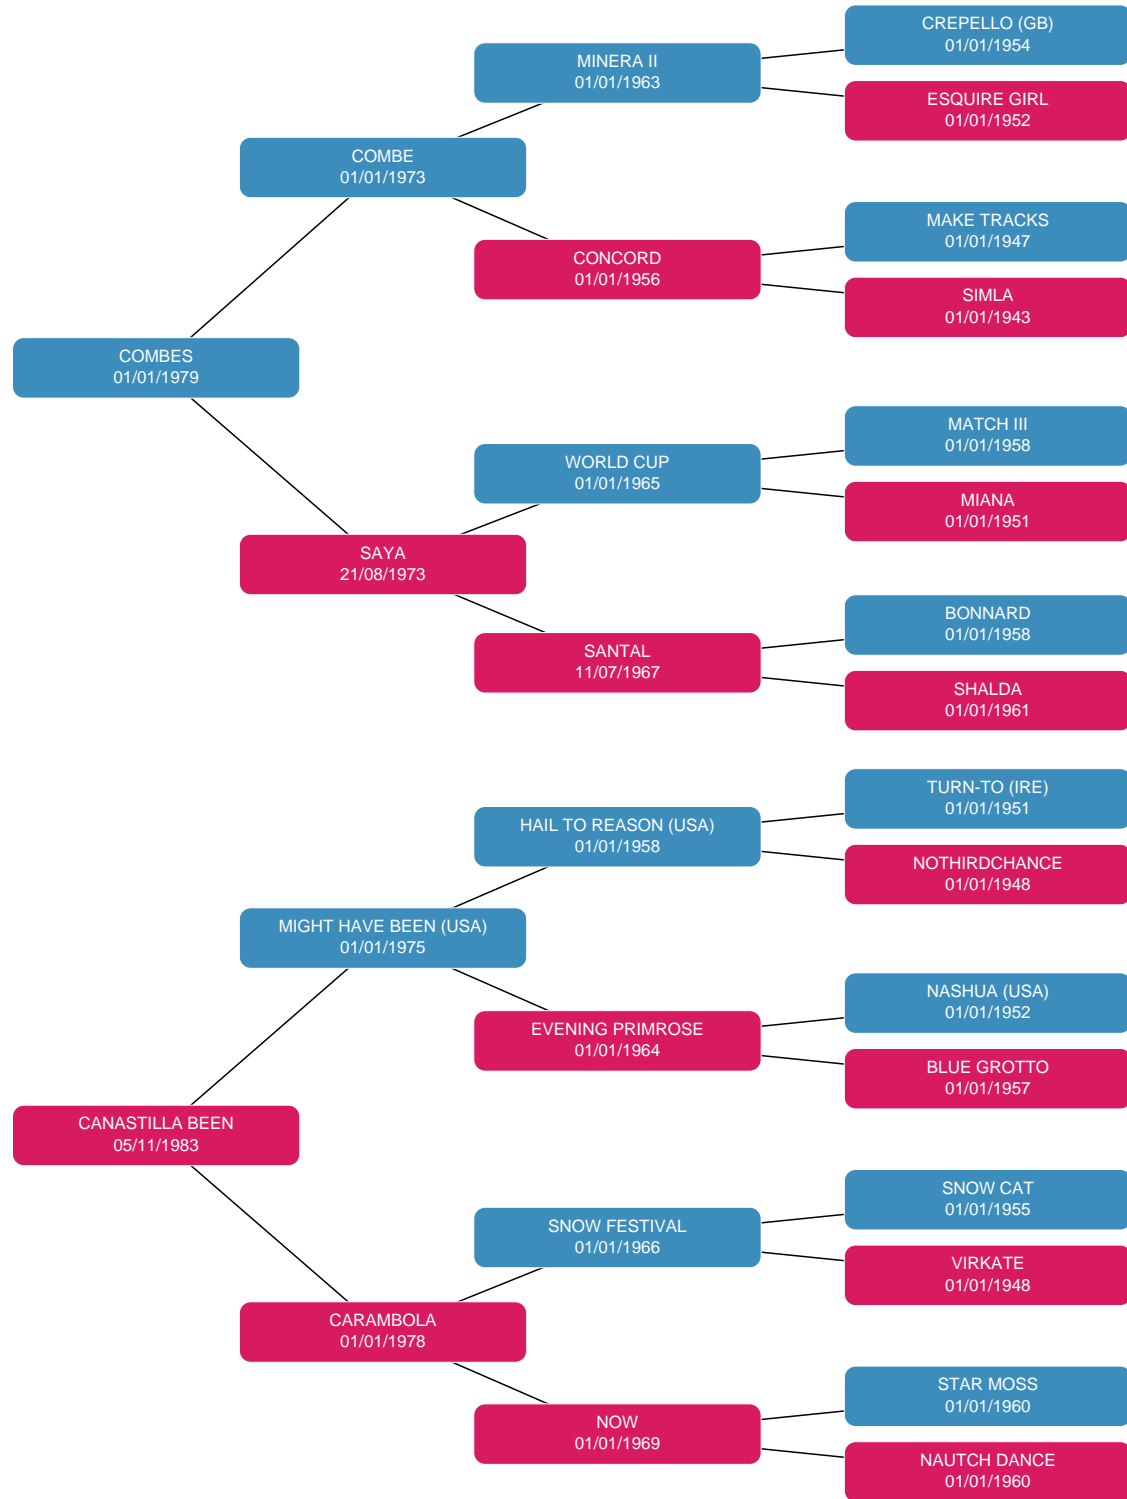 CREPELLO (GB)
01/01/1954
MINERA II
01/01/1963
ESQUIRE GIRL
01/01/1952
COMBE
01/01/1973
MAKE TRACKS
01/01/1947
CONCORD
01/01/1956
SIMLA
01/01/1943
COMBES
01/01/1979
MATCH III
01/01/1958
WORLD CUP
01/01/1965
MIANA
01/01/1951
SAYA
21/08/1973
BONNARD
01/01/1958
SANTAL
11/07/1967
SHALDA
01/01/1961
TURN-TO (IRE)
01/01/1951
HAIL TO REASON (USA)
01/01/1958
NOTHIRDCHANCE
01/01/1948
MIGHT HAVE BEEN (USA)
01/01/1975
NASHUA (USA)
01/01/1952
EVENING PRIMROSE
01/01/1964
BLUE GROTTO
01/01/1957
CANASTILLA BEEN
05/11/1983
SNOW CAT
01/01/1955
SNOW FESTIVAL
01/01/1966
VIRKATE
01/01/1948
CARAMBOLA
01/01/1978
STAR MOSS
01/01/1960
NOW
01/01/1969
NAUTCH DANCE
01/01/1960